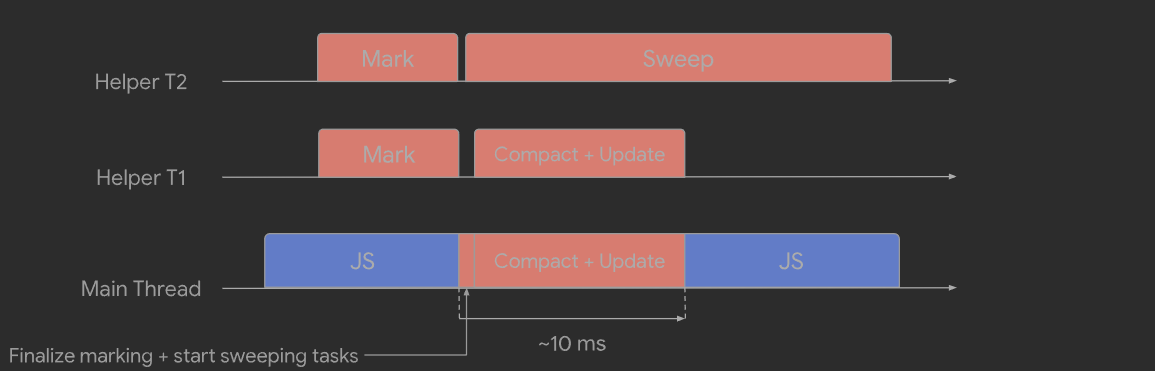 Mark
Sweep
Helper T2
Mark
Compact + Update
Helper T1
JS
Compact + Update
JS
Main Thread
~10 ms
Finalize marking + start sweeping tasks